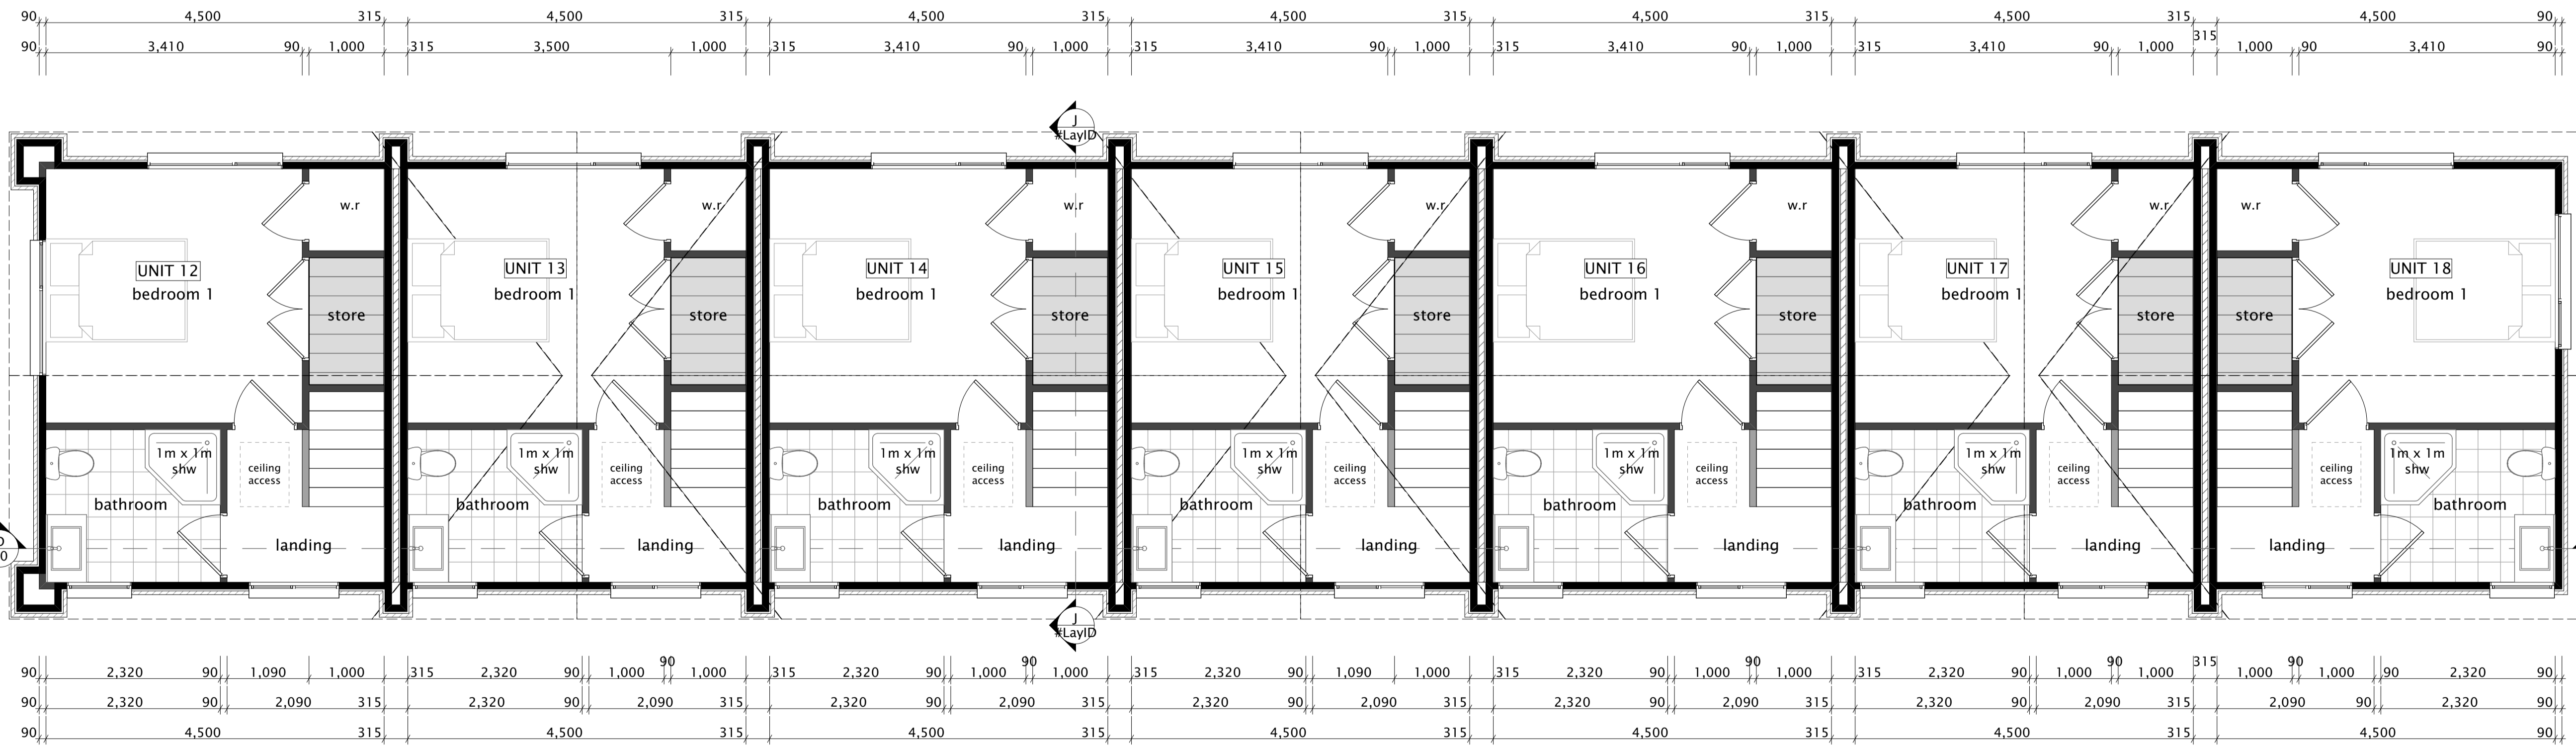 90 4,500 315 4,500 315 4,500 315 4,500 315 4,500 315 4,500 315 4,500 90
90 3,410 90 1,000 315 3,500 1,000 315 3,410 90 1,000 315 3,410 90 1,000 315 3,410 90 1,000 315 3,410 90 1,000 315 1,000 90 3,410 90
J
#LayID
w.r w.r w.r w.r w.r w.r w.r
UNIT 12 UNIT 13 UNIT 14 UNIT 15 UNIT 16 UNIT 17 UNIT 18
bedroom 1 bedroom 1 bedroom 1 bedroom 1 bedroom 1 bedroom 1 bedroom 1
store store store store store store store
1m x 1m 1m x 1m 1m x 1m 1m x 1m 1m x 1m 1m x 1m 1m x 1m
shw shw shw shw shw shw shw
ceiling ceiling ceiling ceiling ceiling ceiling ceiling
access access access access access access access
bathroom bathroom bathroom bathroom bathroom bathroom bathroom
landing landing landing landing landing landing landing
0
J
#LayID
90 2,320 90 1,090 1,000 315 2,320 90 1,000 90 1,000 315 2,320 90 1,000 90 1,000 315 2,320 90 1,090 1,000 315 2,320 90 1,000 90 1,000 315 2,320 90 1,000 90 1,000 315 1,000 90 1,000 90 2,320 90
90 2,320 90 2,090 315 2,320 90 2,090 315 2,320 90 2,090 315 2,320 90 2,090 315 2,320 90 2,090 315 2,320 90 2,090 315 2,090 90 2,320 90
90 4,500 315 4,500 315 4,500 315 4,500 315 4,500 315 4,500 315 4,500 90